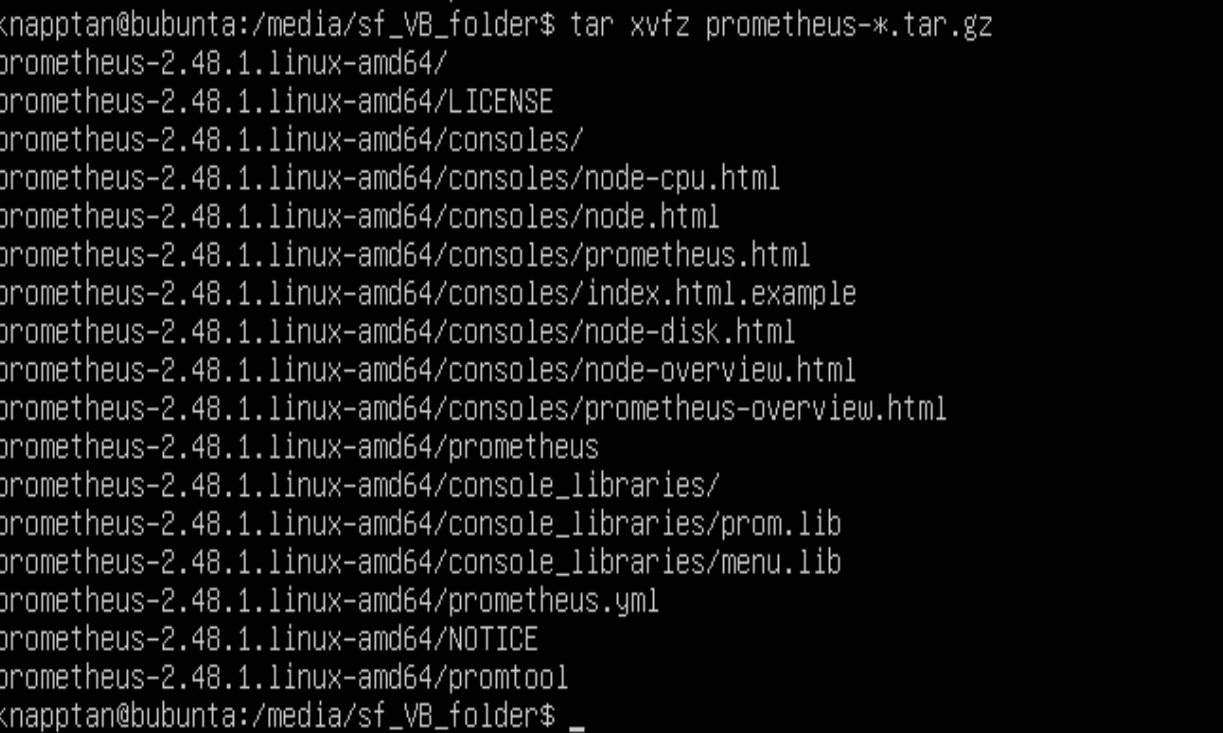 knapptan@bubunta:/media/sf_VB_folder$ tar xvfz prometheus-*.tar.gz
prometheus-2.48.1.linux-amd64/
prometheus-2.48.1.linux-amd64/LICENSE
prometheus-2.48.1.linux-amd64/consoles/
prometheus-2.48.1.linux-amd64/consoles/node-cpu.html
prometheus-2.48.1.linux-amd64/consoles/node.html
prometheus-2.48.1.linux-amd64/consoles/prometheus.html
prometheus-2.48.1.linux-amd64/consoles/index.html.example
prometheus-2.48.1.linux-amd64/consoles/node-disk.html
prometheus-2.48.1.linux-amd64/consoles/node-overview.html
prometheus-2.48.1.linux-amd64/consoles/prometheus-overview.html
prometheus-2.48.1.linux-amd64/prometheus
prometheus-2.48.1.linux-amd64/console_libraries/
prometheus-2.48.1.linux-amd64/console_libraries/prom.lib
prometheus-2.48.1.linux-amd64/console_libraries/menu.lib
prometheus-2.48.1.linux-amd64/prometheus.yml
prometheus-2.48.1.linux-amd64/NOTICE
prometheus-2.48.1.linux-amd64/promtool
knapptan@bubunta:/media/sf_VB_folder$ _